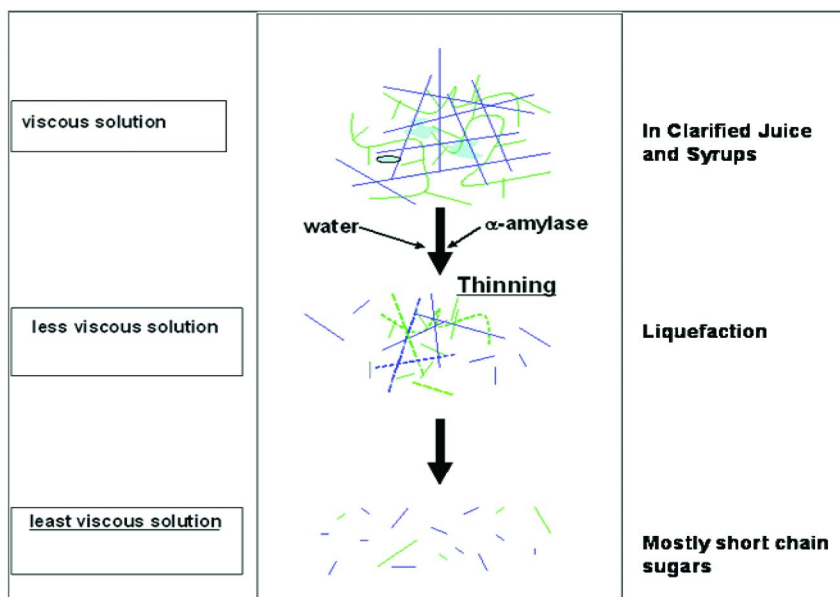 viscous solution
In Clarified Juice
and Syrups
water
α-amylase
Thinning
less viscous solution
Liquefaction
least viscous solution
Mostly short chain
sugars